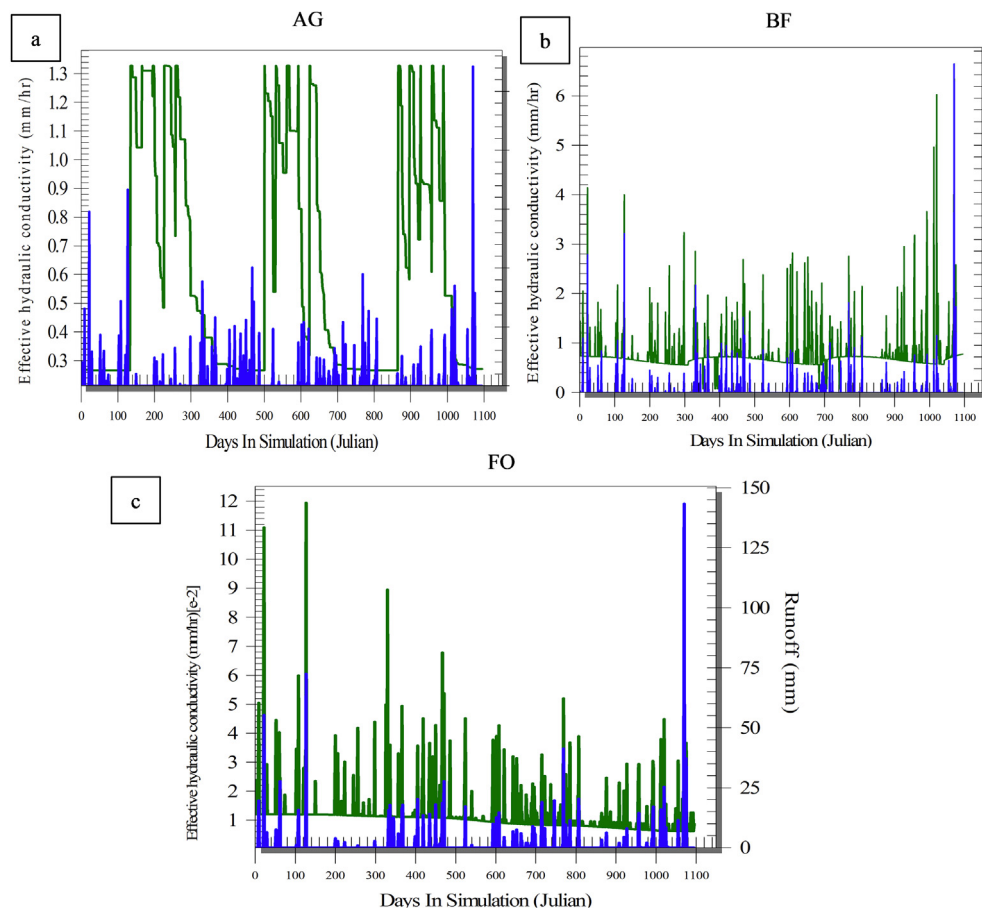 a
AG
Effective hydraulic conductivity (mm/hr)
1.3
1.2
1.1
1.0
0.9
0.8
0.7
0.6
0.5
0.4
0.3
0 100 200 300 400 500 600 700 800 900 1000 1100
Days In Simulation (Julian)
b
BF
Effective hydraulic conductivity (mm/hr)
6
5
4
3
2
1
0
0 100 200 300 400 500 600 700 800 900 1000 1100
Days In Simulation (Julian)
c
FO
Effective hydraulic conductivity (mm/hr)[e-2]
12
11
10
9
8
7
6
5
4
3
2
1
150
125
100
75
50
25
0
Runoff (mm)
0 100 200 300 400 500 600 700 800 900 1000 1100
Days In Simulation (Julian)